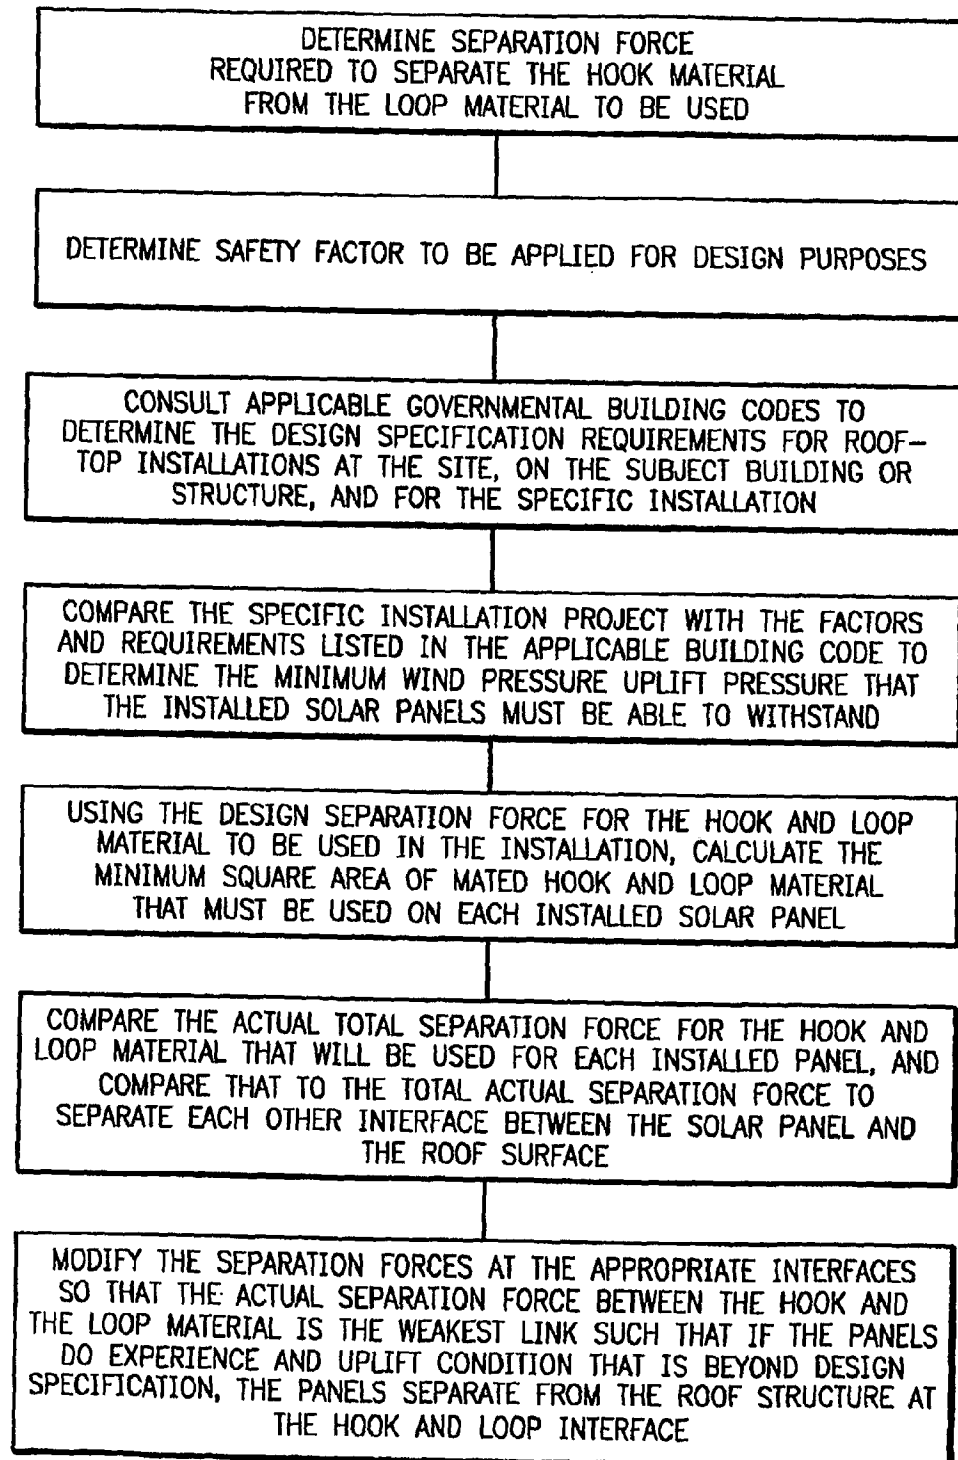 DETERMINE SEPARATION FORCE
REQUIRED TO SEPARATE THE HOOK MATERIAL
FROM THE LOOP MATERIAL TO BE USED
DETERMINE SAFETY FACTOR TO BE APPLIED FOR DESIGN PURPOSES
CONSULT APPLICABLE GOVERNMENTAL BUILDING CODES TO
DETERMINE THE DESIGN SPECIFICATION REQUIREMENTS FOR ROOF-
TOP INSTALLATIONS AT THE SITE, ON THE SUBJECT BUILDING OR
STRUCTURE, AND FOR THE SPECIFIC INSTALLATION
COMPARE THE SPECIFIC INSTALLATION PROJECT WITH THE FACTORS
AND REQUIREMENTS LISTED IN THE APPLICABLE BUILDING CODE TO
DETERMINE THE MINIMUM WIND PRESSURE UPLIFT PRESSURE THAT
THE INSTALLED SOLAR PANELS MUST BE ABLE TO WITHSTAND
USING THE DESIGN SEPARATION FORCE FOR THE HOOK AND LOOP
MATERIAL TO BE USED IN THE INSTALLATION, CALCULATE THE
MINIMUM SQUARE AREA OF MATED HOOK AND LOOP MATERIAL
THAT MUST BE USED ON EACH INSTALLED SOLAR PANEL
COMPARE THE ACTUAL TOTAL SEPARATION FORCE FOR THE HOOK AND
LOOP MATERIAL THAT WILL BE USED FOR EACH INSTALLED PANEL, AND
COMPARE THAT TO THE TOTAL ACTUAL SEPARATION FORCE TO
SEPARATE EACH OTHER INTERFACE BETWEEN THE SOLAR PANEL AND
THE ROOF SURFACE
MODIFY THE SEPARATION FORCES AT THE APPROPRIATE INTERFACES
SO THAT THE ACTUAL SEPARATION FORCE BETWEEN THE HOOK AND
THE LOOP MATERIAL IS THE WEAKEST LINK SUCH THAT IF THE PANELS
DO EXPERIENCE AND UPLIFT CONDITION THAT IS BEYOND DESIGN
SPECIFICATION, THE PANELS SEPARATE FROM THE ROOF STRUCTURE AT
THE HOOK AND LOOP INTERFACE